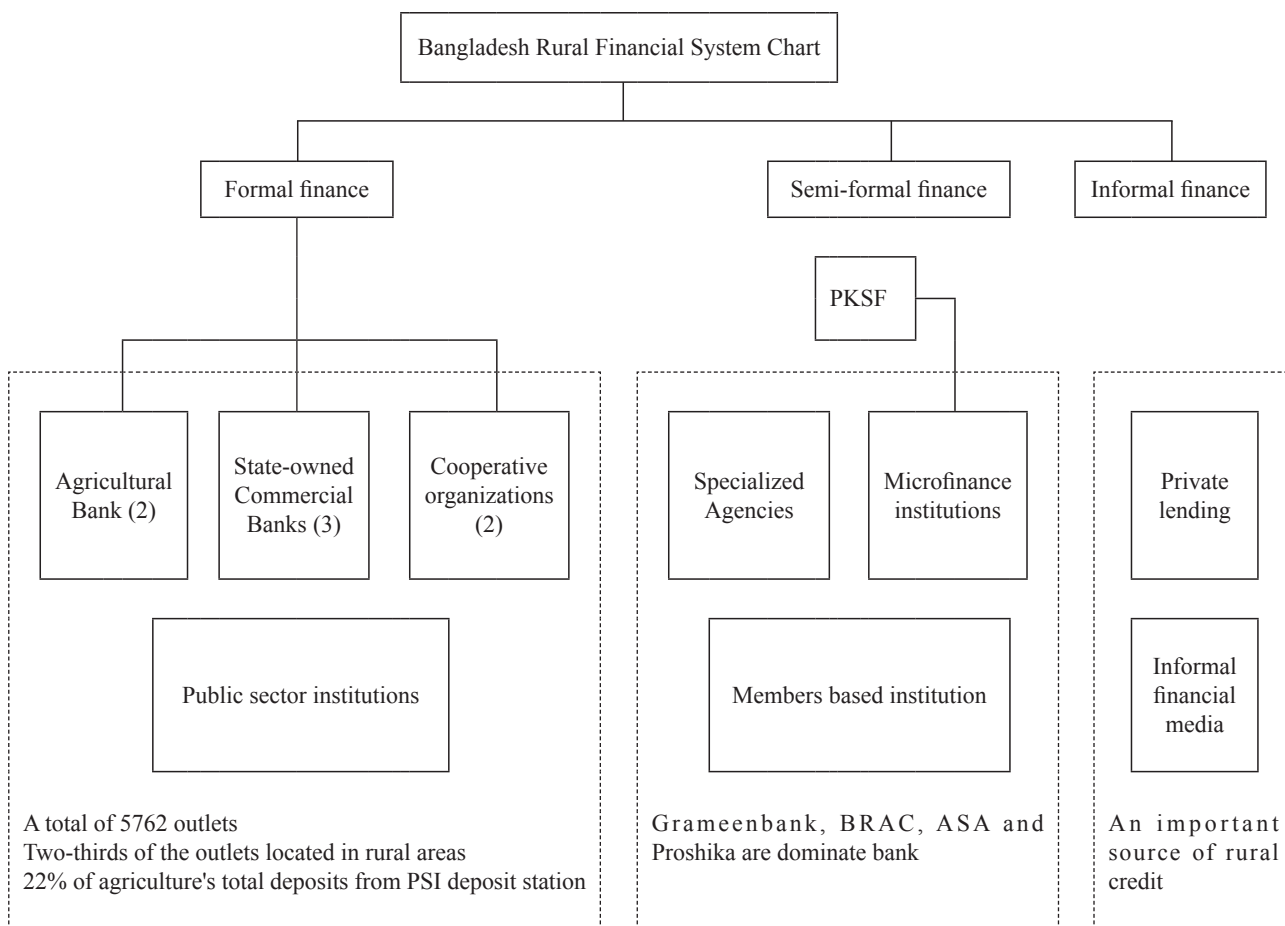 Bangladesh Rural Financial System Chart
Formal finance
Semi-formal finance
Informal finance
PKSF
Agricultural
Bank (2)
State-owned
Commercial
Banks (3)
Cooperative
organizations
(2)
Specialized
Agencies
Microfinance
institutions
Private
lending
Public sector institutions
Members based institution
Informal
financial
media
A total of 5762 outlets
Two-thirds of the outlets located in rural areas
22% of agriculture's total deposits from PSI deposit station
Grameenbank, BRAC, ASA and
Proshika are dominate bank
An important
source of rural
credit